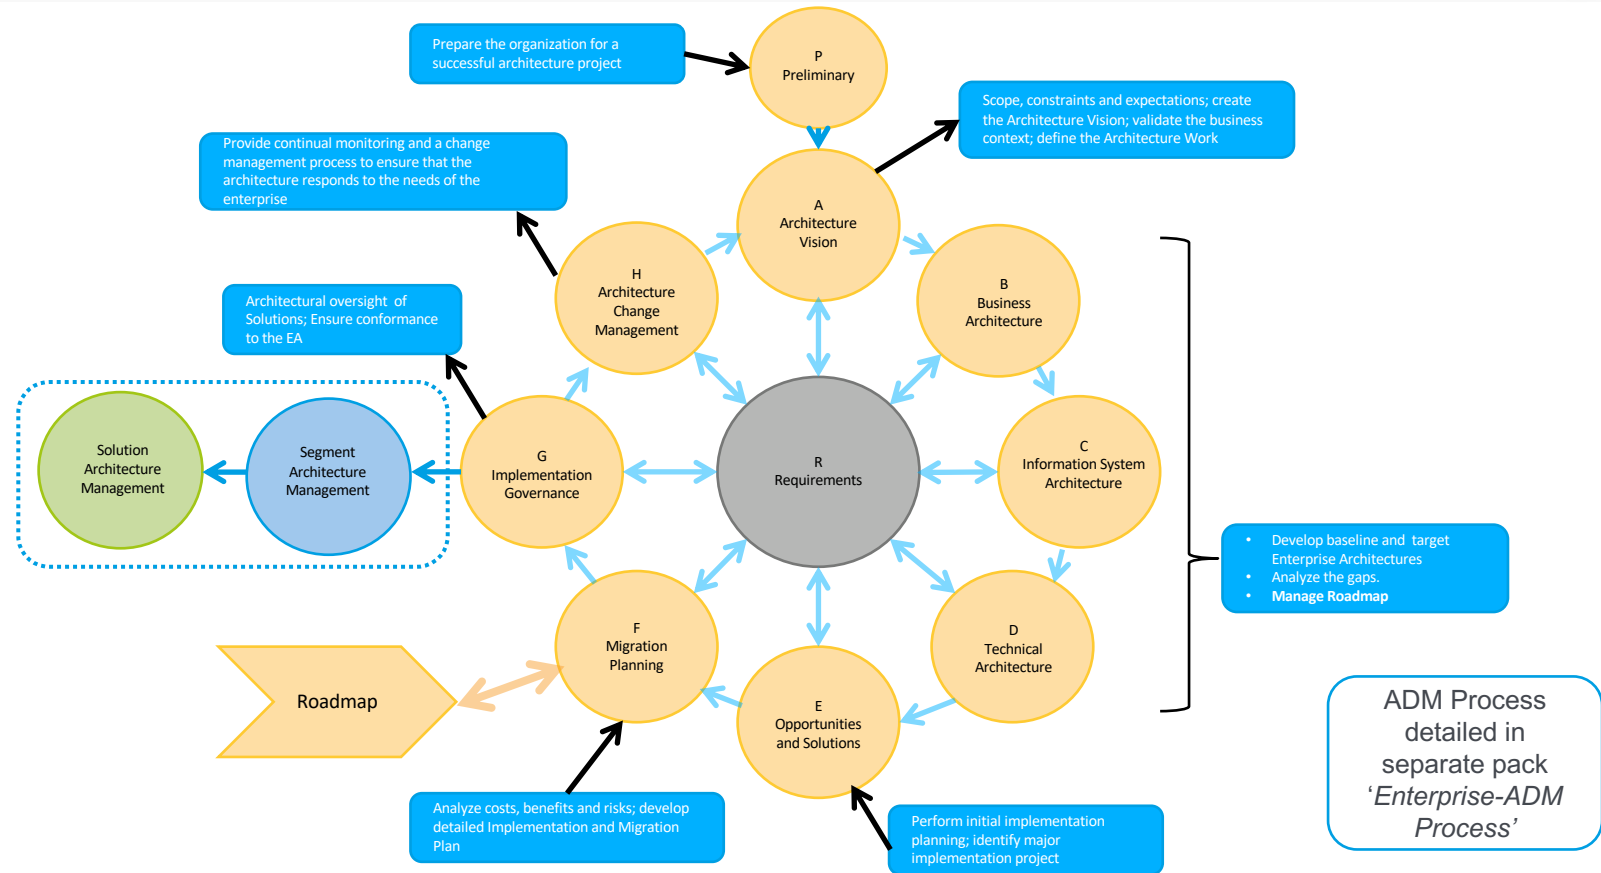 Prepare the organization for a
successful architecture project
P
Preliminary
Scope, constraints and expectations; create
the Architecture Vision; validate the business
context; define the Architecture Work
Provide continual monitoring and a change
management process to ensure that the
architecture responds to the needs of the
enterprise
A
Architecture
Vision
H
Architecture
Change
Management
B
Business
Architecture
Architectural oversight of
Solutions; Ensure conformance
to the EA
Solution
Architecture
Management
Segment
Architecture
Management
G
Implementation
Governance
R
Requirements
C
Information System
Architecture
• Develop baseline and target
Enterprise Architectures
• Analyze the gaps.
• Manage Roadmap
F
Migration
Planning
D
Technical
Architecture
Roadmap
E
Opportunities
and Solutions
ADM Process
detailed in
separate pack
‘Enterprise-ADM
Process’
Analyze costs, benefits and risks; develop
detailed Implementation and Migration
Plan
Perform initial implementation
planning; identify major
implementation project